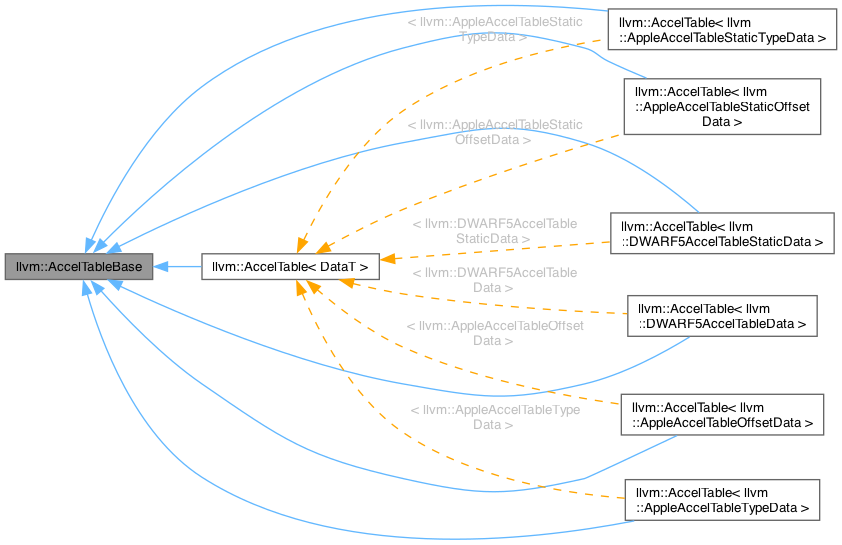 llvm::AccelTableBase
llvm::AccelTable< DataT >
< llvm::AppleAccelTableStatic
TypeData >
< llvm::AppleAccelTableStatic
OffsetData >
< llvm::DWARF5AccelTable
StaticData >
< llvm::DWARF5AccelTable
Data >
< llvm::AppleAccelTableOffset
Data >
< llvm::AppleAccelTableType
Data >
llvm::AccelTable< llvm
::AppleAccelTableStaticTypeData >
llvm::AccelTable< llvm
::AppleAccelTableStaticOffset
Data >
llvm::AccelTable< llvm
::DWARF5AccelTableStaticData >
llvm::AccelTable< llvm
::DWARF5AccelTableData >
llvm::AccelTable< llvm
::AppleAccelTableOffsetData >
llvm::AccelTable< llvm
::AppleAccelTableTypeData >